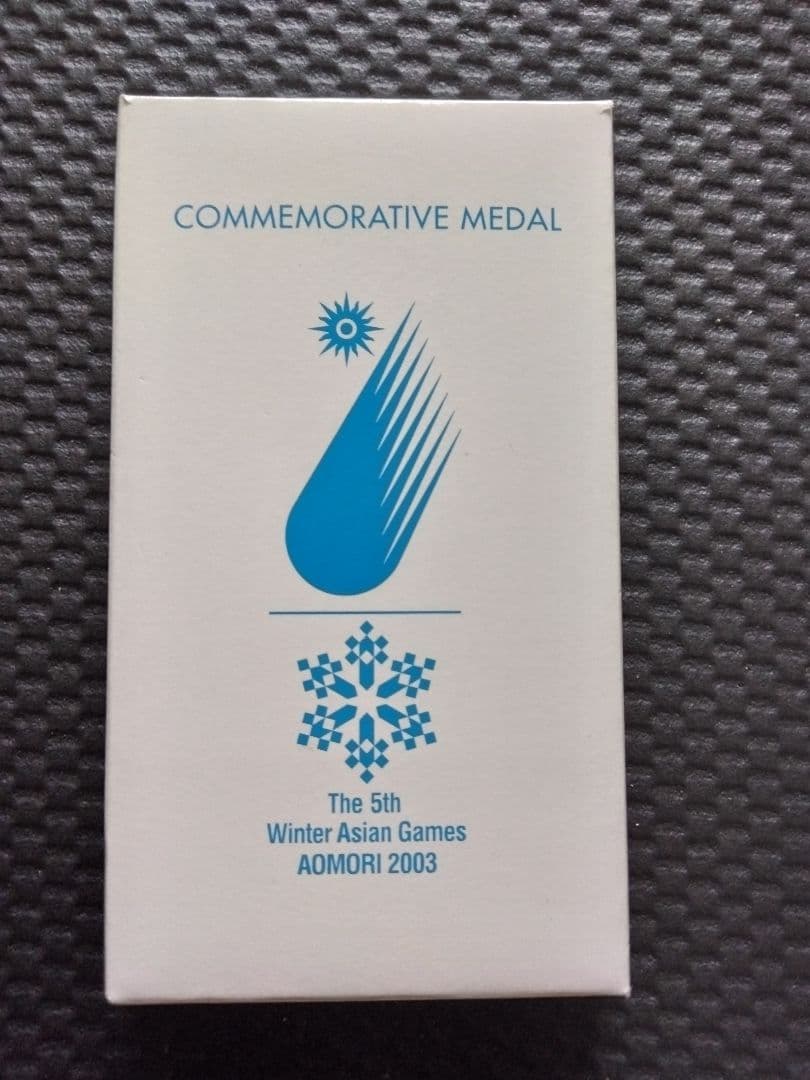 COMMEMORATIVE MEDAL
The 5th
Winter Asian Games
AOMORI 2003